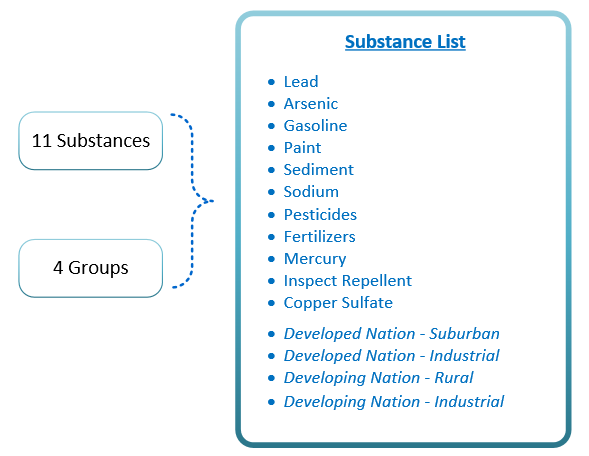 11 Substances
4 Groups
Substance List
• Lead
• Arsenic
• Gasoline
• Paint
• Sediment
• Sodium
• Pesticides
• Fertilizers
• Mercury
• Inspect Repellent
• Copper Sulfate
• Developed Nation - Suburban
• Developed Nation - Industrial
• Developing Nation - Rural
• Developing Nation - Industrial